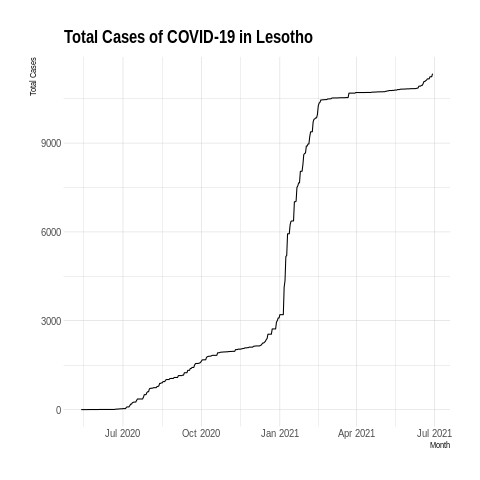 Total Cases of COVID-19 in Lesotho
Total Cases
9000
6000
3000
0
Jul 2020 Oct 2020 Jan 2021 Apr 2021 Jul 2021
Month